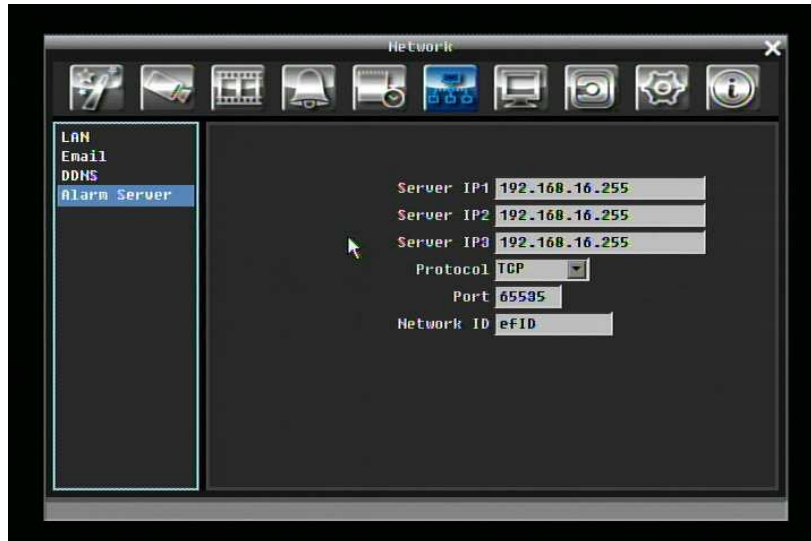 Network
LAN
Email
DDNS
Alarm Server
Server IP1 192.168.16.255
Server IP2 192.168.16.255
Server IP3 192.168.16.255
Protocol TCP
Port 65535
Network ID efID